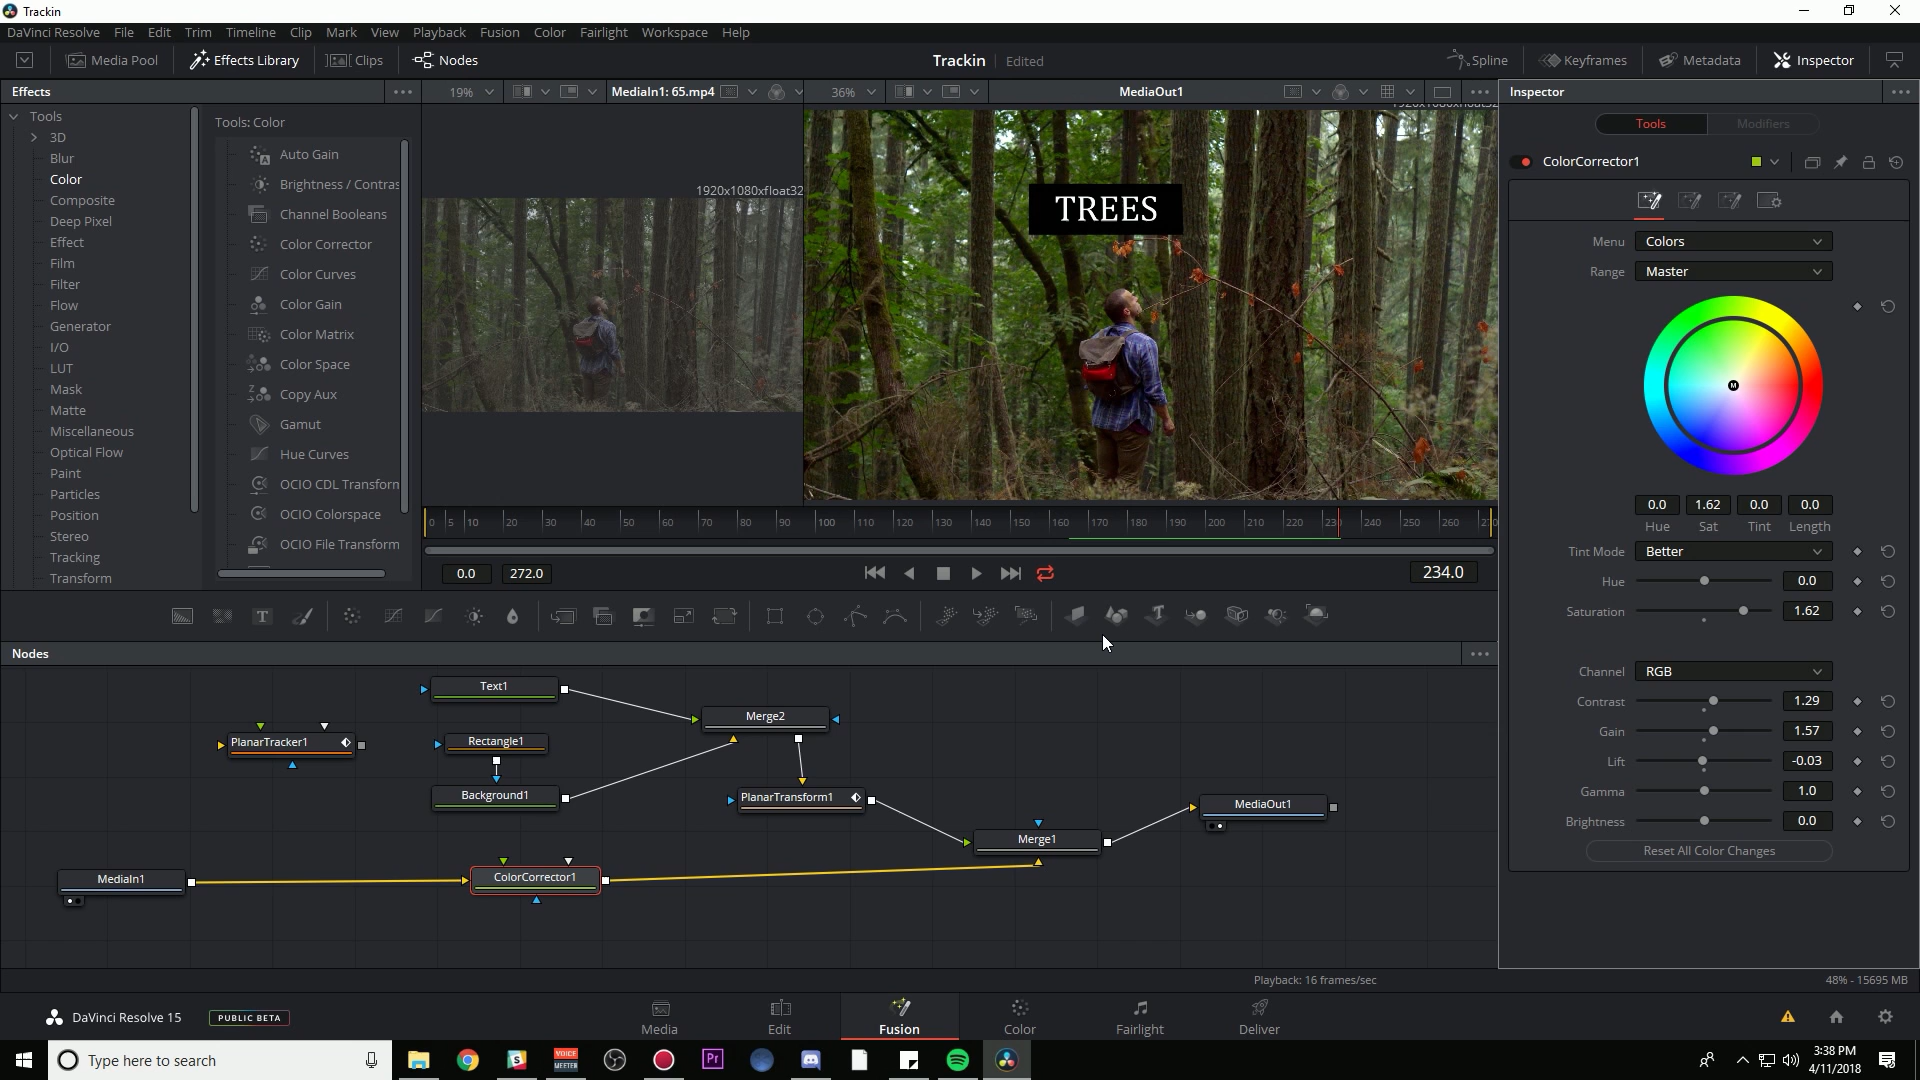 Trackin
DaVinci Resolve File Edit Trim Timeline Clip Mark View Playback Fusion Color Fairlight Workspace Help
Media Pool Effects Library Clips Nodes Trackin Edited Spline Keyframes Metadata Inspector
Effects 19% MediaIn1: 65.mp4 36% MediaOut1 Inspector
Tools
3D
Blur
Color
Composite
Deep Pixel
Effect
Film
Filter
Flow
Generator
I/O
LUT
Mask
Matte
Miscellaneous
Optical Flow
Paint
Particles
Position
Stereo
Tracking
Transform
Tools: Color
Auto Gain
Brightness / Contras
Channel Booleans
Color Corrector
Color Curves
Color Gain
Color Matrix
Color Space
Copy Aux
Gamut
Hue Curves
OCIO CDL Transforn
OCIO Colorspace
OCIO File Transform
1920x1080xfloat32
1920x1080xfloat32
TREES
0 5 10 20 30 40 50 60 70 80 90 100 110 120 130 140 150 160 170 180 190 200 210 220 230 240 250 260 270
0.0 272.0 234.0
Tools Modifiers
ColorCorrector1
Menu Colors
Range Master
M
0.0 1.62 0.0 0.0
Hue Sat Tint Length
Tint Mode Better
Hue 0.0
Saturation 1.62
Channel RGB
Contrast 1.29
Gain 1.57
Lift -0.03
Gamma 1.0
Brightness 0.0
Reset All Color Changes
Nodes
Text1
Merge2
PlanarTracker1
Rectangle1
Background1
PlanarTransform1
MediaOut1
Merge1
MediaIn1
ColorCorrector1
Playback: 16 frames/sec
48% - 15695 MB
DaVinci Resolve 15 PUBLIC BETA
Media Edit Fusion Color Fairlight Deliver
Type here to search
VOICE
MEETER
Pr
3:38 PM
4/11/2018